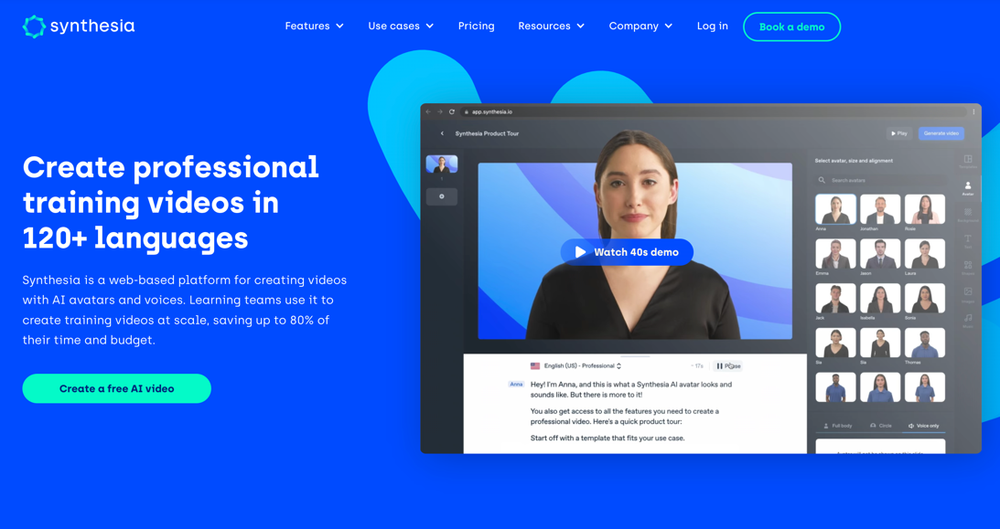 synthesia
Features
Use cases
Pricing
Resources
Company
Log in
Book a demo
Create professional
training videos in
120+ languages
Synthesia is a web-based platform for creating videos
with AI avatars and voices. Learning teams use it to
create training videos at scale, saving up to 80% of
their time and budget.
Create a free AI video
app.synthesia.io
Synthesia Product Tour
Play
Generate video
Watch 40s demo
English (US) - Professional
~17s
Anna
Hey! I'm Anna, and this is what a Synthesia AI avatar looks and
sounds like. But there is more to it!
You also get access to all the features you need to create a
professional video. Here's a quick product tour:
Start off with a template that fits your use case.
Select avatar, size and alignment
Search avatars
Anna Jonathan Rosie
Emma Jason Laura
Jack Isabella Sonia
Thomas
Full body Circle Voice only
Avatar
Text
Images
Music